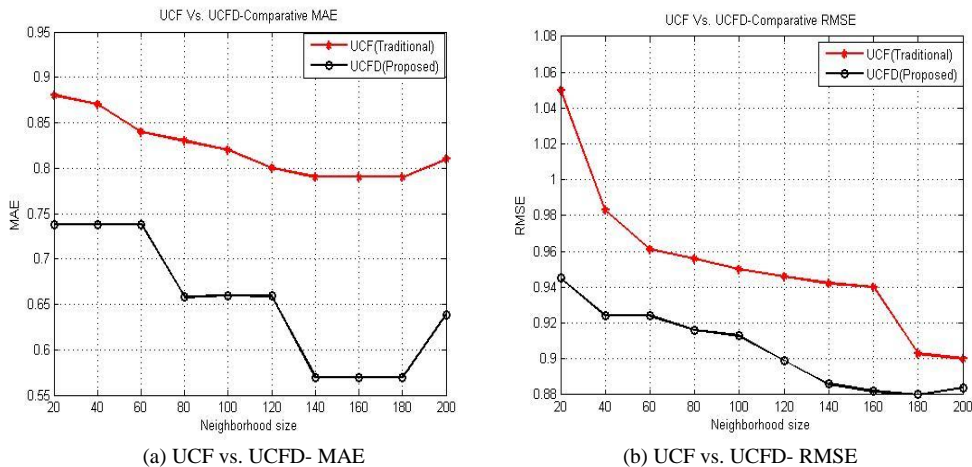 UCF Vs. UCFD-Comparative MAE
0.95
0.9
0.85
0.8
0.75
0.7
0.65
0.6
0.55
MAE
UCF(Traditional)
UCFD(Proposed)
20 40 60 80 100 120 140 160 180 200
Neighborhood size
(a) UCF vs. UCFD- MAE
UCF Vs. UCFD-Comparative RMSE
1.08
1.06
1.04
1.02
1
0.98
0.96
0.94
0.92
0.9
0.88
RMSE
UCF(Traditional)
UCFD(Proposed)
20 40 60 80 100 120 140 160 180 200
Neighborhood size
(b) UCF vs. UCFD- RMSE